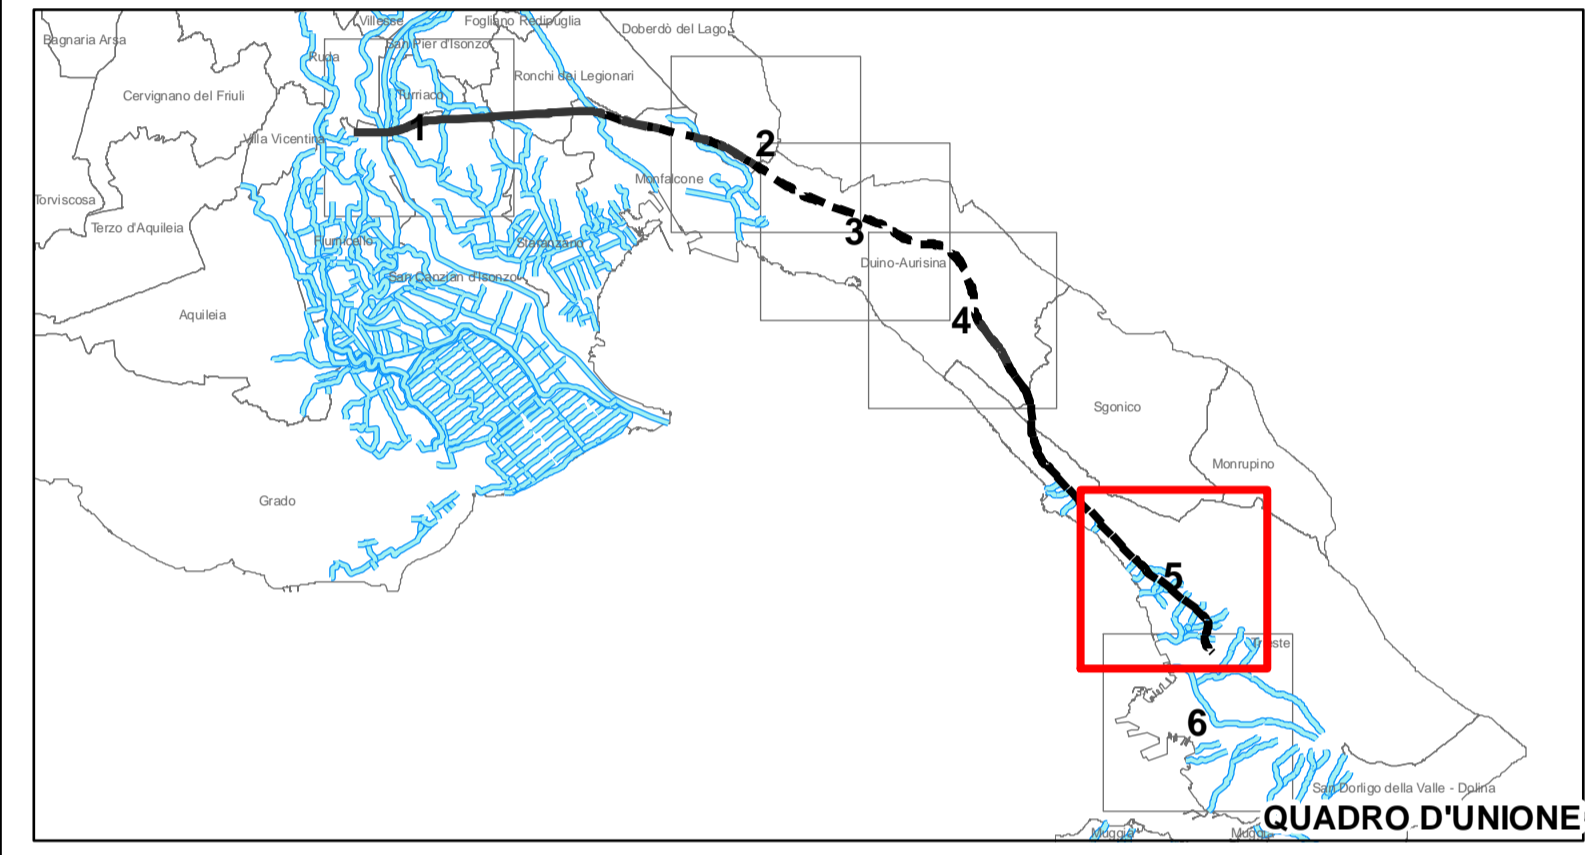 Villesse
Fogliano Redipuglia
Doberdò del Lago
Bagnaria Arsa
San Pier d'Isonzo
Ruda
Ronchi dei Legionari
Cervignano del Friuli
Turriaco
1
Villa Vicentina
2
Monfalcone
Torviscosa
Terzo d'Aquileia
3
Fiumicello
Staranzano
Duino-Aurisina
San Canzian d'Isonzo
Aquileia
4
Sgonico
Monrupino
Grado
5
Trieste
6
San Dorligo della Valle - Dolina
QUADRO D'UNIONE
Muggia
Muggia